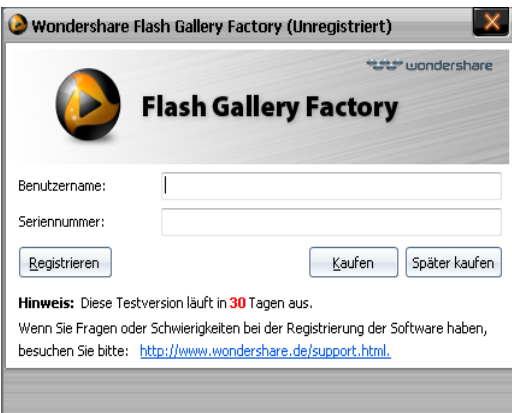 Wondershare Flash Gallery Factory (Unregistriert)
wondershare
Flash Gallery Factory
Benutzername:
Seriennummer:
Registrieren Kaufen Später kaufen
Hinweis: Diese Testversion läuft in 30 Tagen aus.
Wenn Sie Fragen oder Schwierigkeiten bei der Registrierung der Software haben,
besuchen Sie bitte: http://www.wondershare.de/support.html.